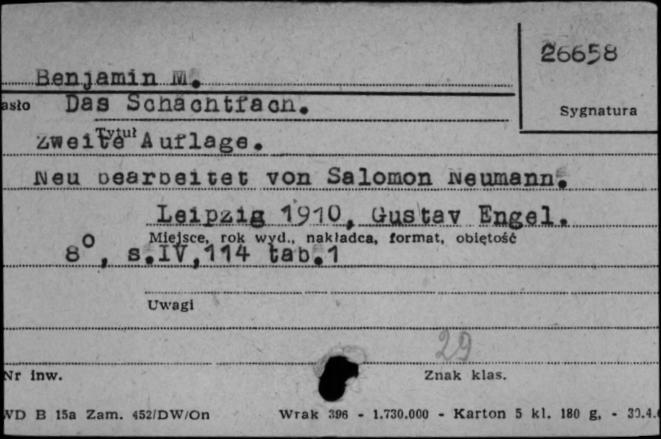 26658
Benjamin M.
asło Das Schächtfach. Sygnatura
Tytuł
Zweite Auflage.
Neu bearbeitet von Salomon Neumann.
Leipzig 1910, Gustav Engel.
Miejsce, rok wyd., nakładca, format, objętość
8°, s.IV,114 tab.1
Uwagi
29
Nr inw. Znak klas.
WD B 15a Zam. 452/DW/On Wrak 396 - 1.730.000 - Karton 5 kl. 180 g, - 30.4.